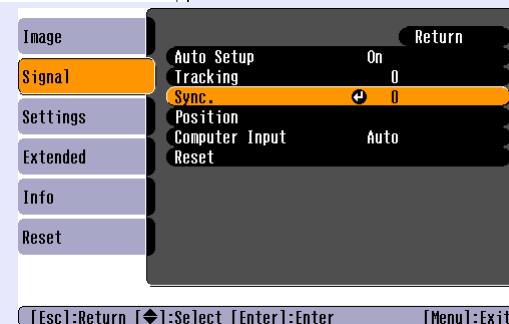 Image
Signal
Settings
Extended
Info
Reset
Return
Auto Setup On
Tracking 0
Sync. 0
Position
Computer Input Auto
Reset
[Esc]:Return [ ]:Select [Enter]:Enter [Menu]:Exit